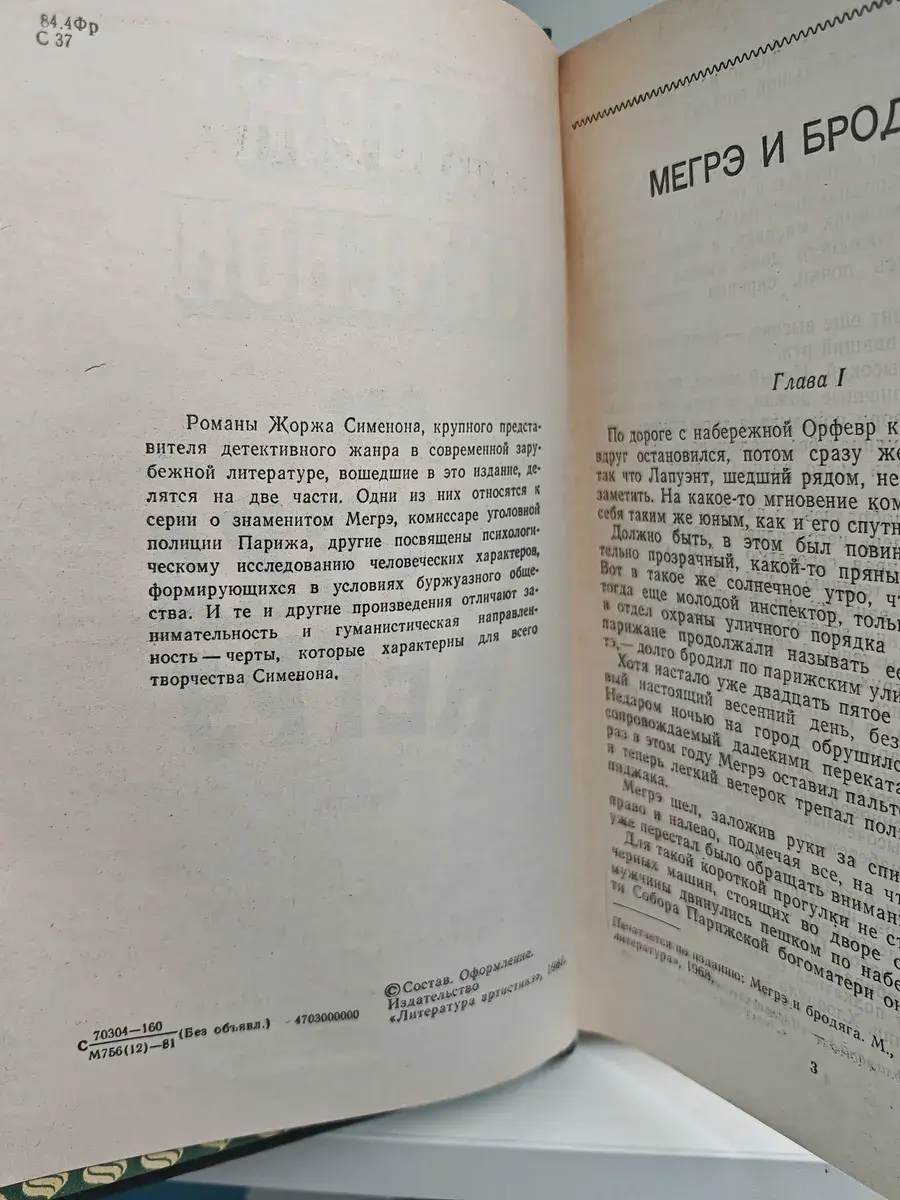 84.4Фр
С 37
Романы Жоржа Сименона, крупного предста-
вителя детективного жанра в современной зару-
бежной литературе, вошедшие в это издание, де-
лятся на две части. Одни из них относятся к
серии о знаменитом Мегрэ, комиссаре уголовной
полиции Парижа, другие посвящены психологи-
ческому исследованию человеческих характеров,
формирующихся в условиях буржуазного обще-
ства. И те и другие произведения отличают за-
нимательность и гуманистическая направлен-
ность — черты, которые характерны для всего
творчества Сименона.
С 70304—160
М756(12)—81 (Без объявл.) - 4703000000
© Состав. Оформление.
Издательство
«Литература артистикэ»,
МЕГРЭ И БРОД
Глава I
По дороге с набережной Орфевр к
вдруг остановился, потом сразу же
так что Лапуэнт, шедший рядом, не
заметить. На какое-то мгновение ком
себя таким же юным, как и его спутн
Должно быть, в этом был повин
тельно прозрачный, какой-то пряны
Вот в такое же солнечное утро, ч
тогда еще молодой инспектор, тольк
в отдел охраны уличного порядка
парижане продолжали называть ее
тэ,— долго бродил по парижским ули
Хотя настало уже двадцать пятое
вый настоящий весенний день, без
Недаром ночью на город обрушилс
сопровождаемый далекими переката
раз в этом году Мегрэ оставил пальт
и теперь легкий ветерок трепал пол
пиджака.
Мегрэ шел, заложив руки за спи
право и налево, подмечая все, на ч
уже перестал было обращать вниман
Для такой короткой прогулки не ст
черных машин, стоящих во дворе с
мужчины двинулись пешком по набе
ти Собора Парижской богоматери он
Печатается по изданию: Мегрэ и бродяга. М.,
литература», 1968.
3